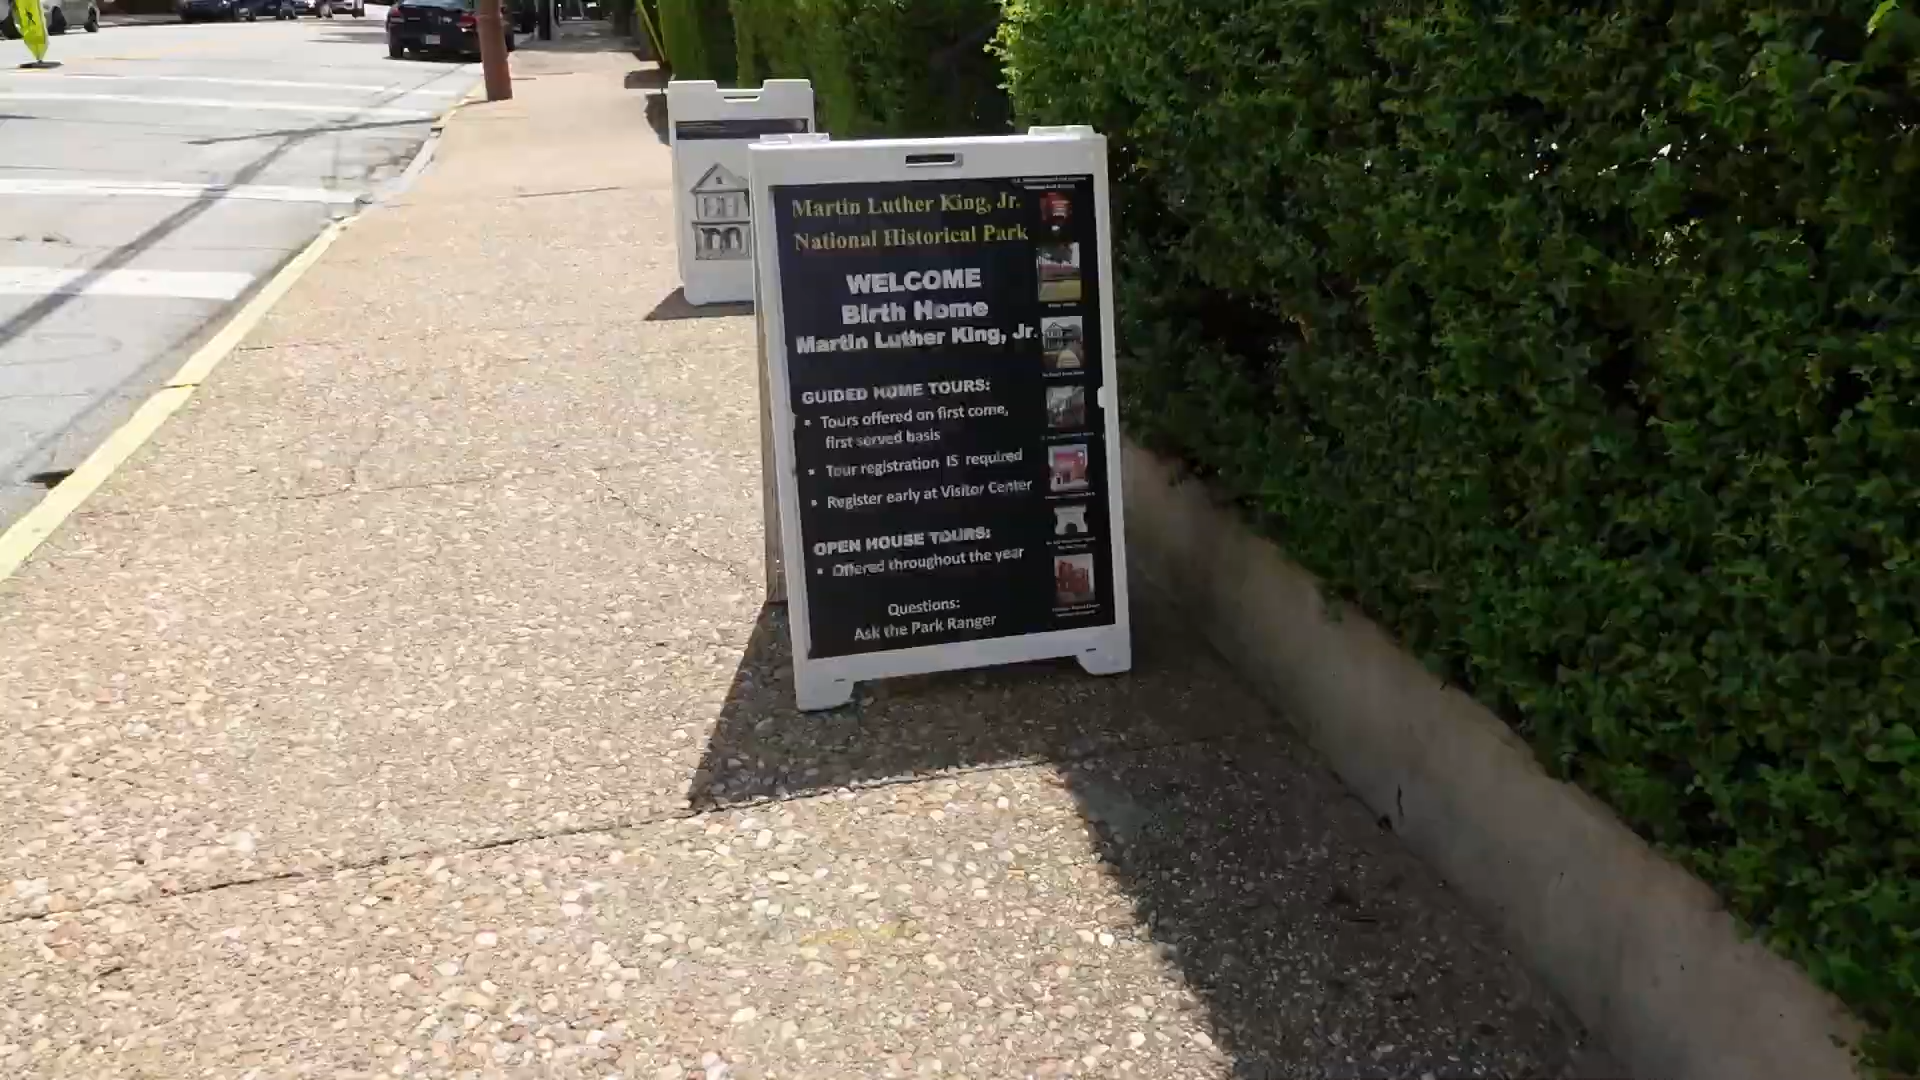 Martin Luther King, Jr.
National Historical Park
WELCOME
Birth Home
Martin Luther King, Jr.
GUIDED HOME TOURS:
• Tours offered on first come,
first served basis
• Tour registration IS required
• Register early at Visitor Center
OPEN HOUSE TOURS:
• Offered throughout the year
Questions:
Ask the Park Ranger